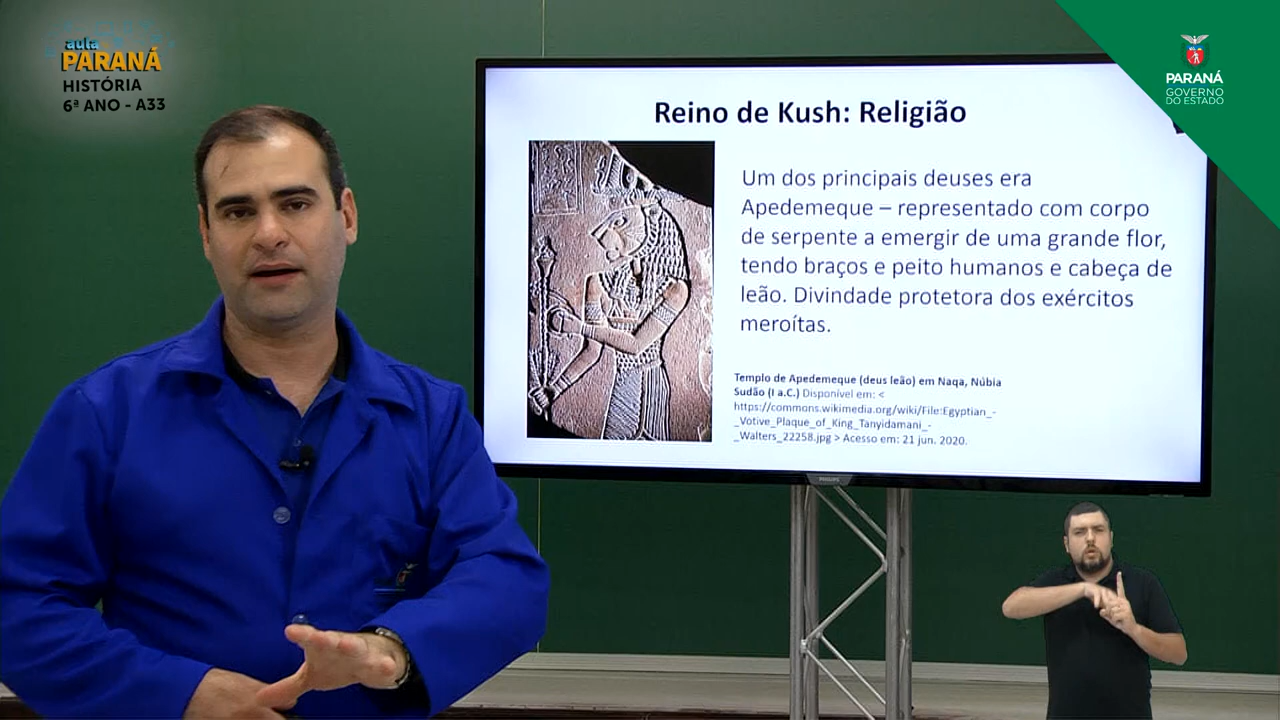 aula
PARANÁ
HISTÓRIA
6ª ANO - A33
PARANÁ
GOVERNO
DO ESTADO
Reino de Kush: Religião
Um dos principais deuses era
Apedemeque – representado com corpo
de serpente a emergir de uma grande flor,
tendo braços e peito humanos e cabeça de
leão. Divindade protetora dos exércitos
meroítas.
Templo de Apedemeque (deus leão) em Naqa, Núbia
Sudão (I a.C.) Disponível em: <
https://commons.wikimedia.org/wiki/File:Egyptian_-
_Votive_Plaque_of_King_Tanyidamani_-
_Walters_22258.jpg > Acesso em: 21 jun. 2020.
PHILIPS